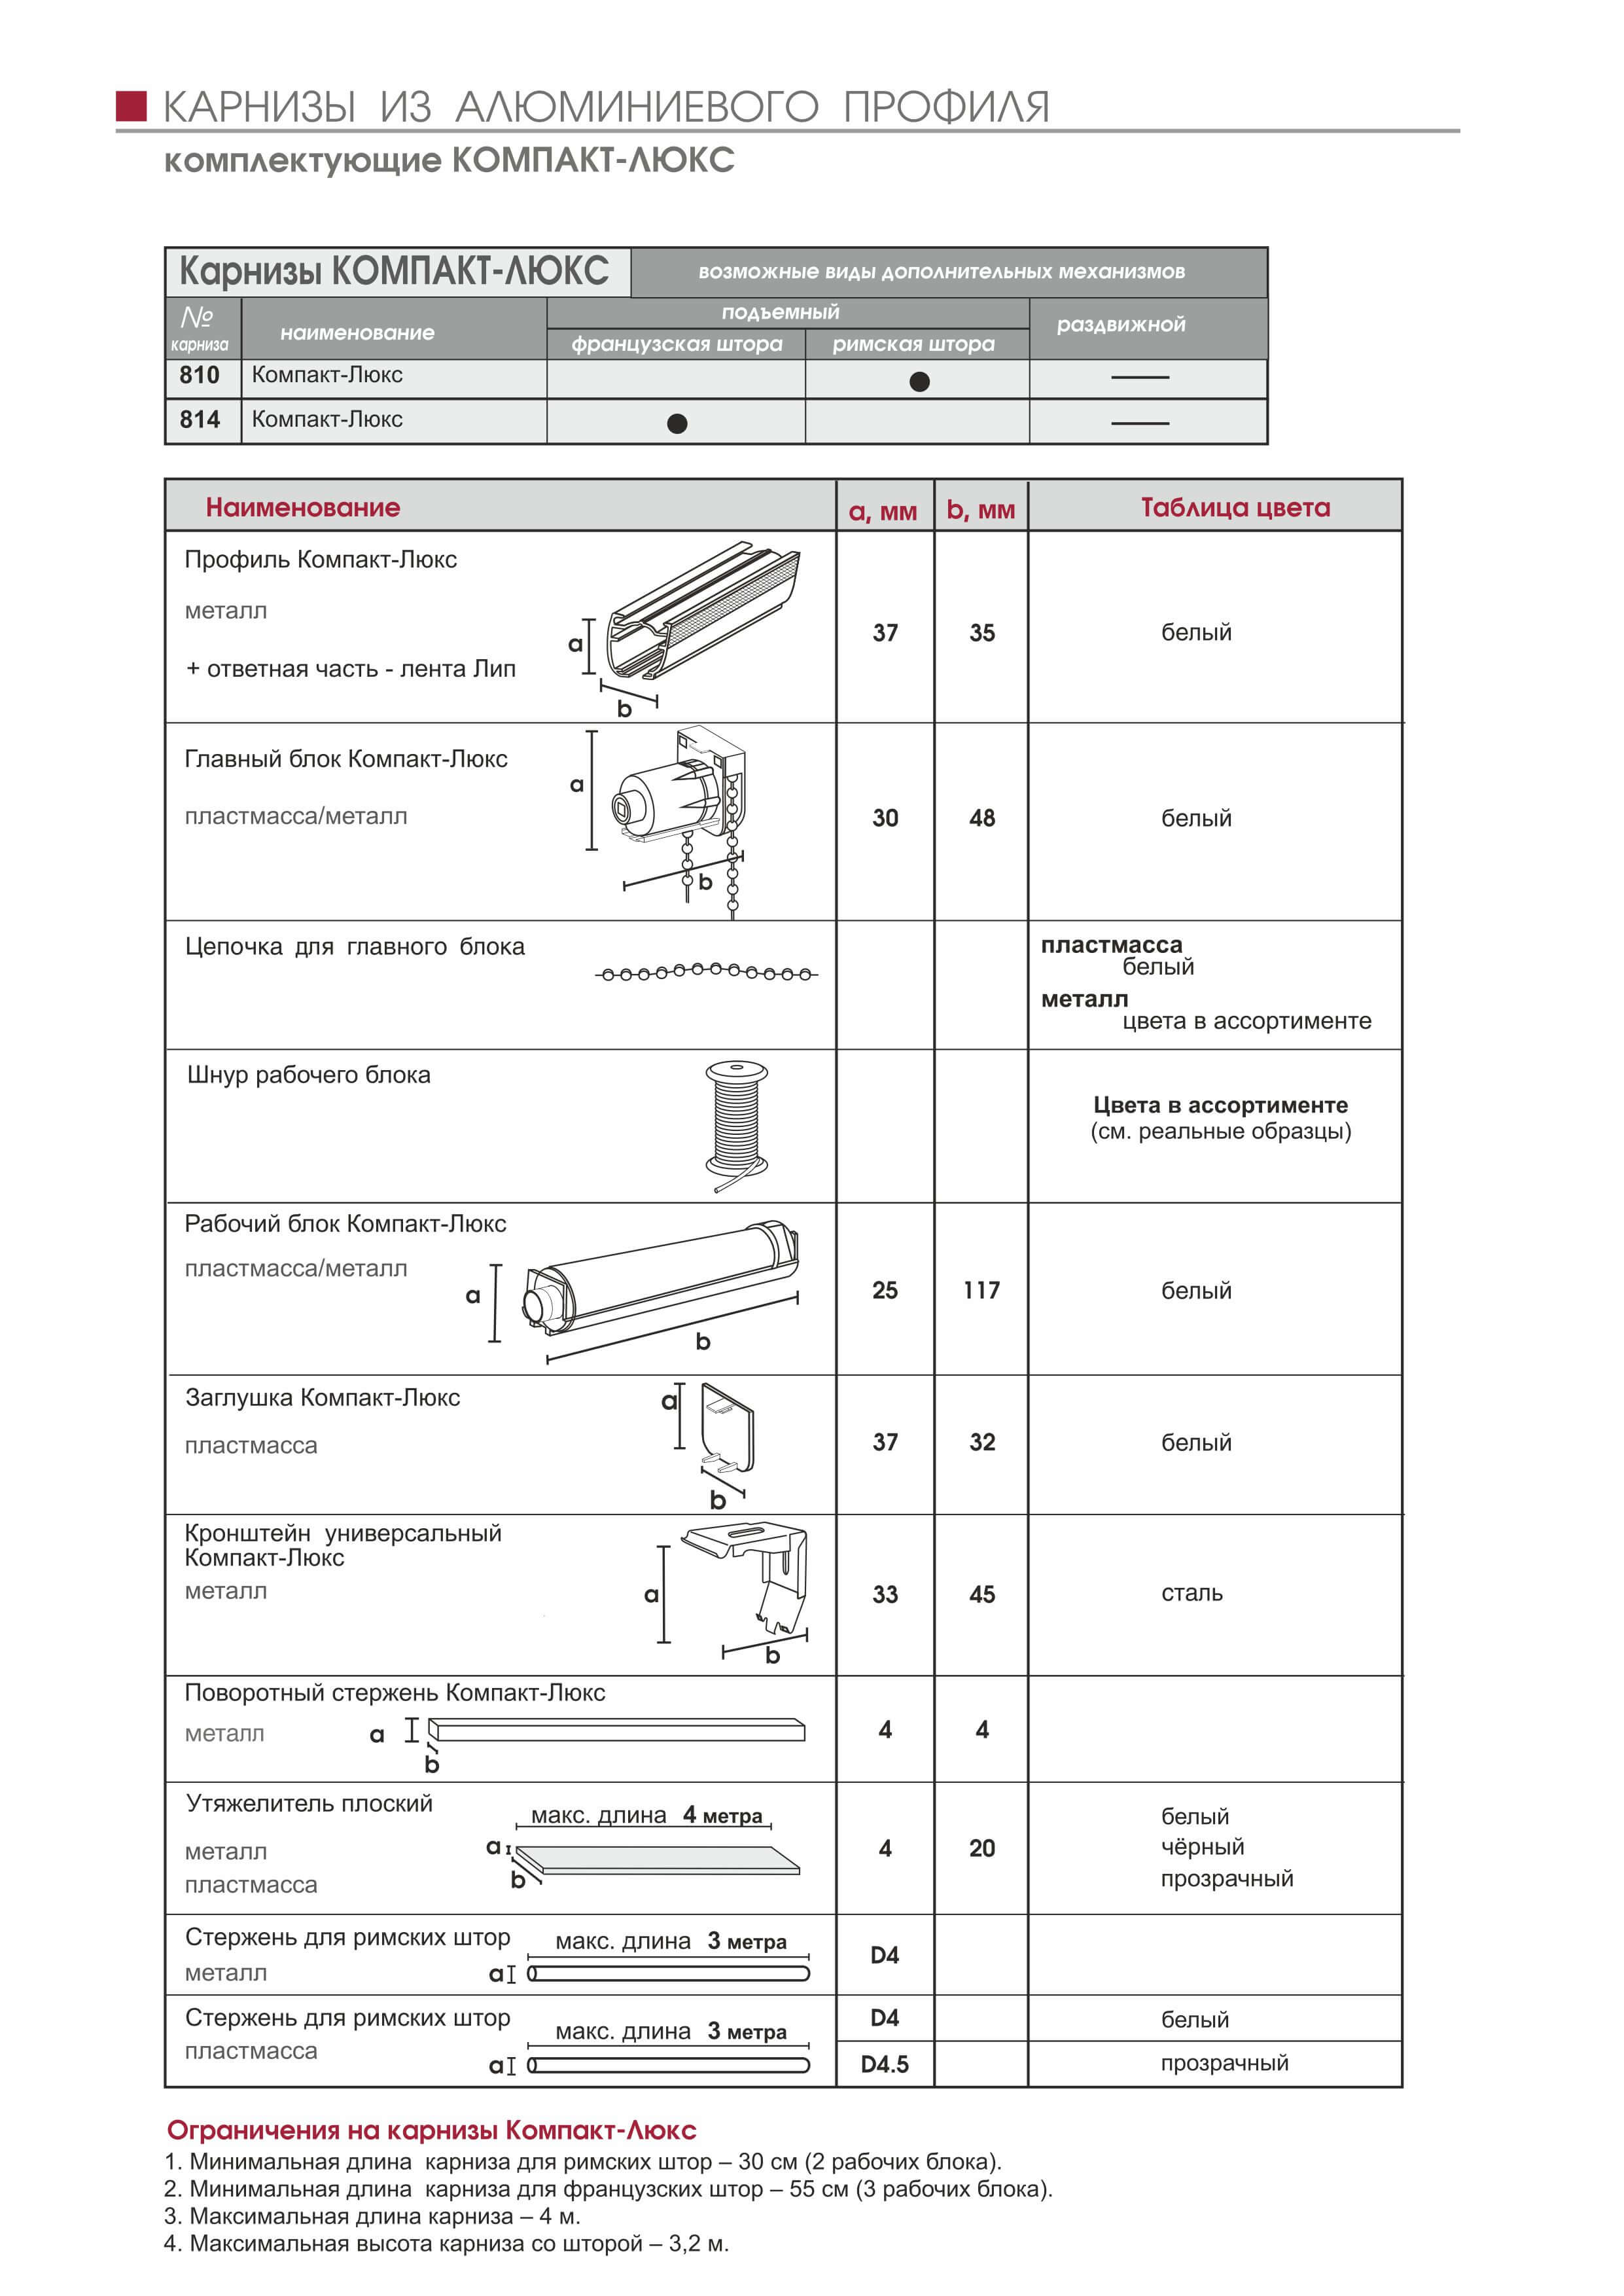 КАРНИЗЫ ИЗ АЛЮМИНИЕВОГО ПРОФИЛЯ
комплектующие КОМПАКТ-ЛЮКС
Карнизы КОМПАКТ-ЛЮКС
возможные виды дополнительных механизмов
№ карниза
наименование
подъемный
раздвижной
французская штора
римская штора
810 Компакт-Люкс ● —
814 Компакт-Люкс ● —
Наименование a, мм b, мм Таблица цвета
Профиль Компакт-Люкс
металл
a
37 35 белый
+ ответная часть - лента Лип
b
Главный блок Компакт-Люкс
a
пластмасса/металл
30 48 белый
b
Цепочка для главного блока
пластмасса
белый
металл
цвета в ассортименте
Шнур рабочего блока
Цвета в ассортименте
(см. реальные образцы)
Рабочий блок Компакт-Люкс
пластмасса/металл
a
25 117 белый
b
Заглушка Компакт-Люкс
a
пластмасса
37 32 белый
b
Кронштейн универсальный
Компакт-Люкс
металл
a
33 45 сталь
b
Поворотный стержень Компакт-Люкс
металл
a
4 4
b
Утяжелитель плоский
макс. длина 4 метра
металл
a
пластмасса
b
4 20
белый
чёрный
прозрачный
Стержень для римских штор
макс. длина 3 метра
металл
a
D4
Стержень для римских штор
макс. длина 3 метра
пластмасса
a
D4 белый
D4.5 прозрачный
Ограничения на карнизы Компакт-Люкс
1. Минимальная длина карниза для римских штор – 30 см (2 рабочих блока).
2. Минимальная длина карниза для французских штор – 55 см (3 рабочих блока).
3. Максимальная длина карниза – 4 м.
4. Максимальная высота карниза со шторой – 3,2 м.